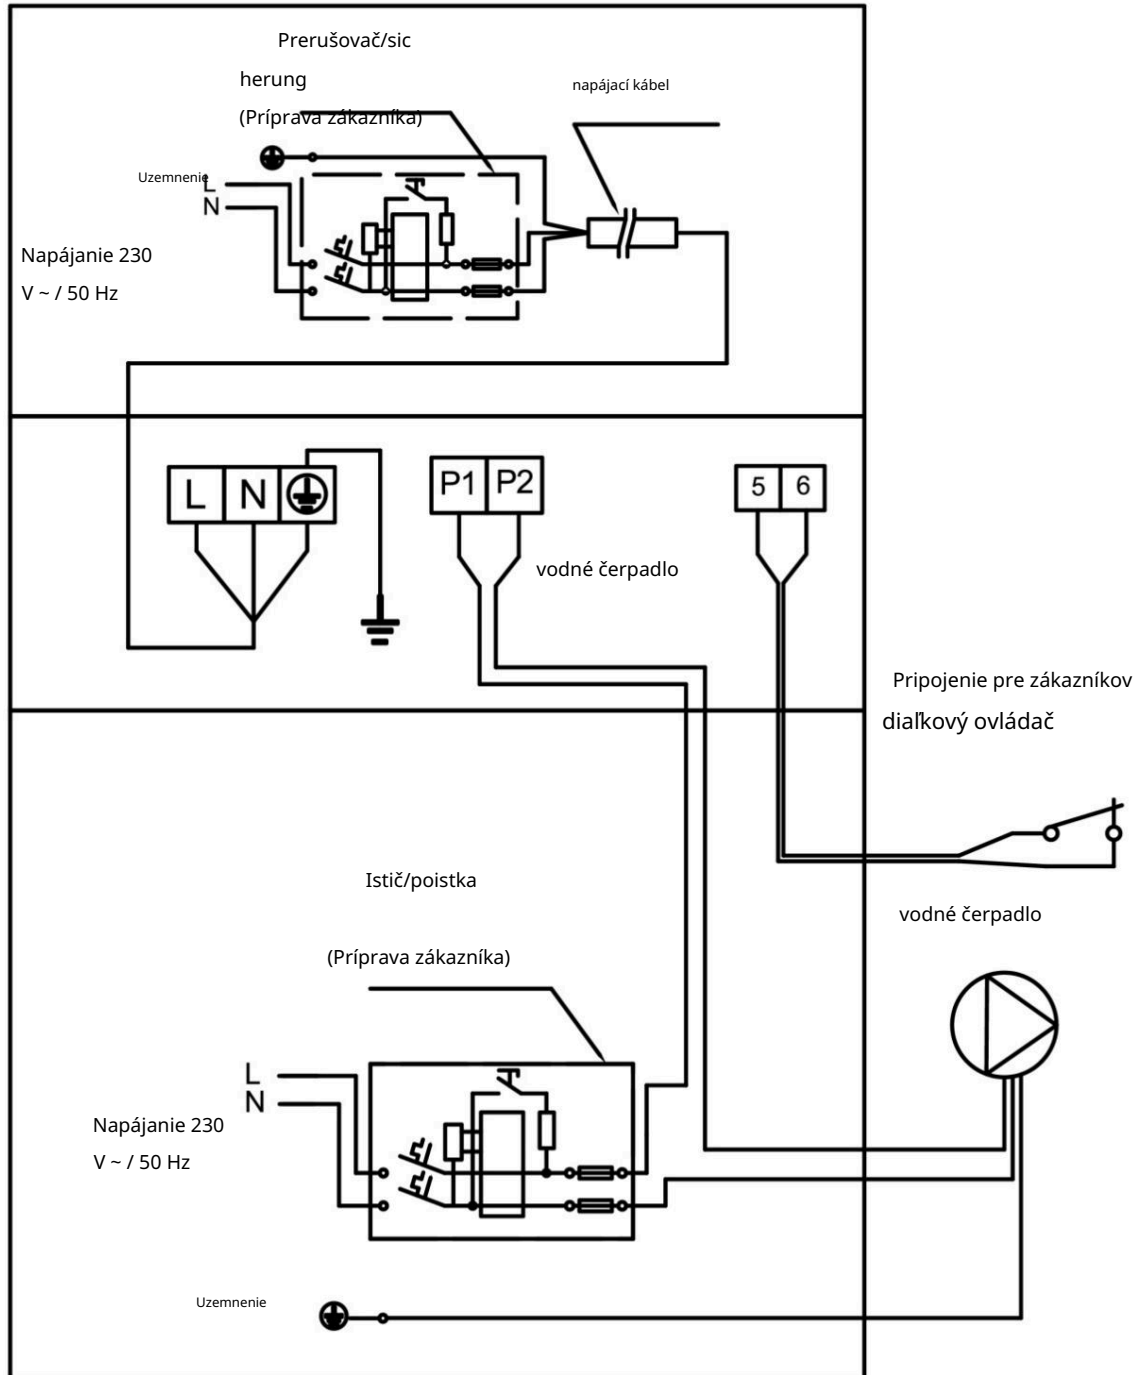 Prerušovač/sic
herung
(Príprava zákazníka)
napájací kábel
Uzemnenie
L
N
Napájanie 230
V ~ / 50 Hz
L N
P1 P2
5 6
vodné čerpadlo
Pripojenie pre zákazníkov
diaľkový ovládač
Istič/poistka
(Príprava zákazníka)
vodné čerpadlo
L
N
Napájanie 230
V ~ / 50 Hz
Uzemnenie